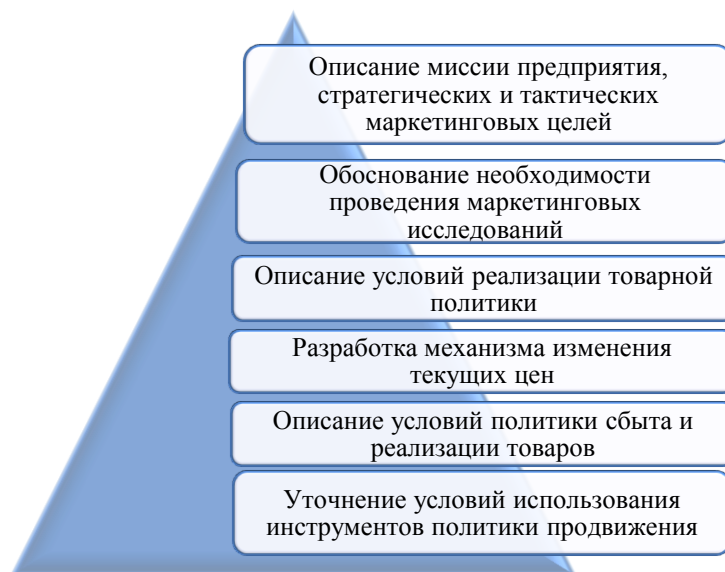 Описание миссии предприятия,
стратегических и тактических
маркетинговых целей
Обоснование необходимости
проведения маркетинговых
исследований
Описание условий реализации товарной
политики
Разработка механизма изменения
текущих цен
Описание условий политики сбыта и
реализации товаров
Уточнение условий использования
инструментов политики продвижения